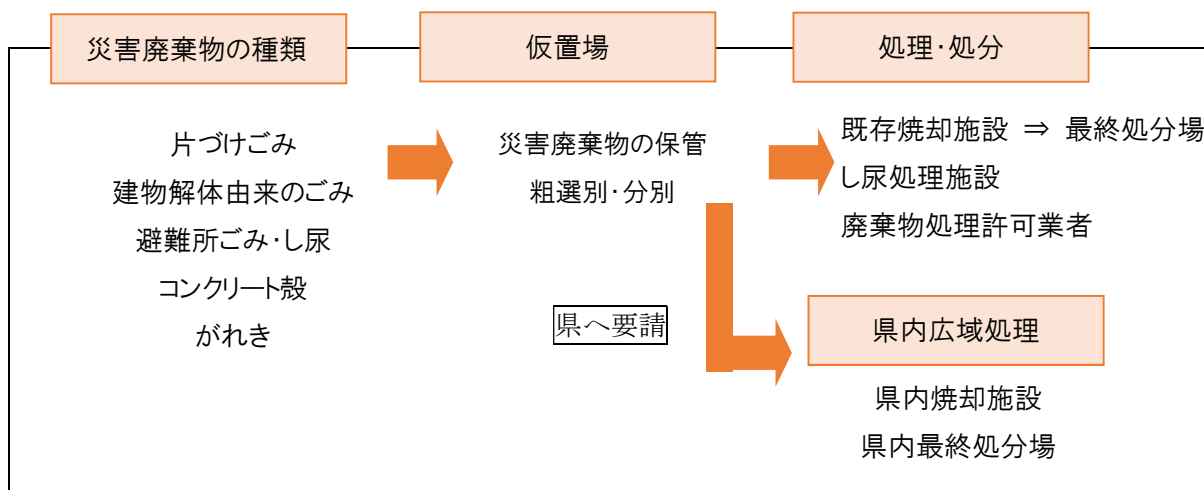 災害廃棄物の種類
片づけごみ
建物解体由来のごみ
避難所ごみ・し尿
コンクリート殻
がれき
仮置場
災害廃棄物の保管
粗選別・分別
県へ要請
処理・処分
既存焼却施設 ⇒ 最終処分場
し尿処理施設
廃棄物処理許可業者
県内広域処理
県内焼却施設
県内最終処分場